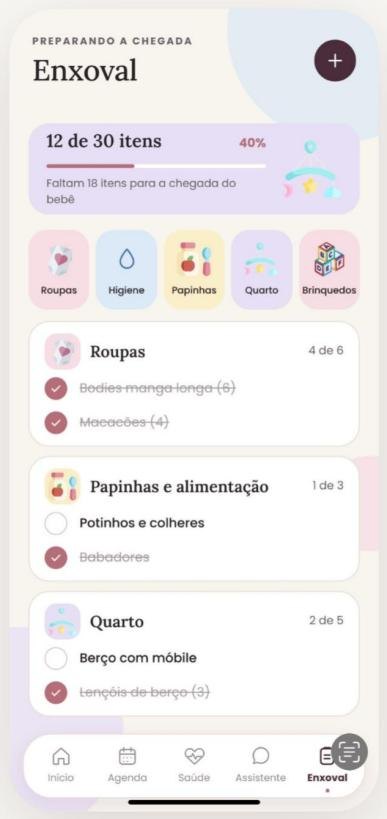 PREPARANDO A CHEGADA
Enxoval
12 de 30 itens
40%
Faltam 18 itens para a chegada do
bebê
Roupas
Higiene
Papinhas
Quarto
Brinquedos
Roupas
4 de 6
Bodies manga longa (6)
Macacões (4)
Papinhas e alimentação
1 de 3
Potinhos e colheres
Babadores
Quarto
2 de 5
Berço com móbile
Lençóis de berço (3)
Início
Agenda
Saúde
Assistente
Enxoval